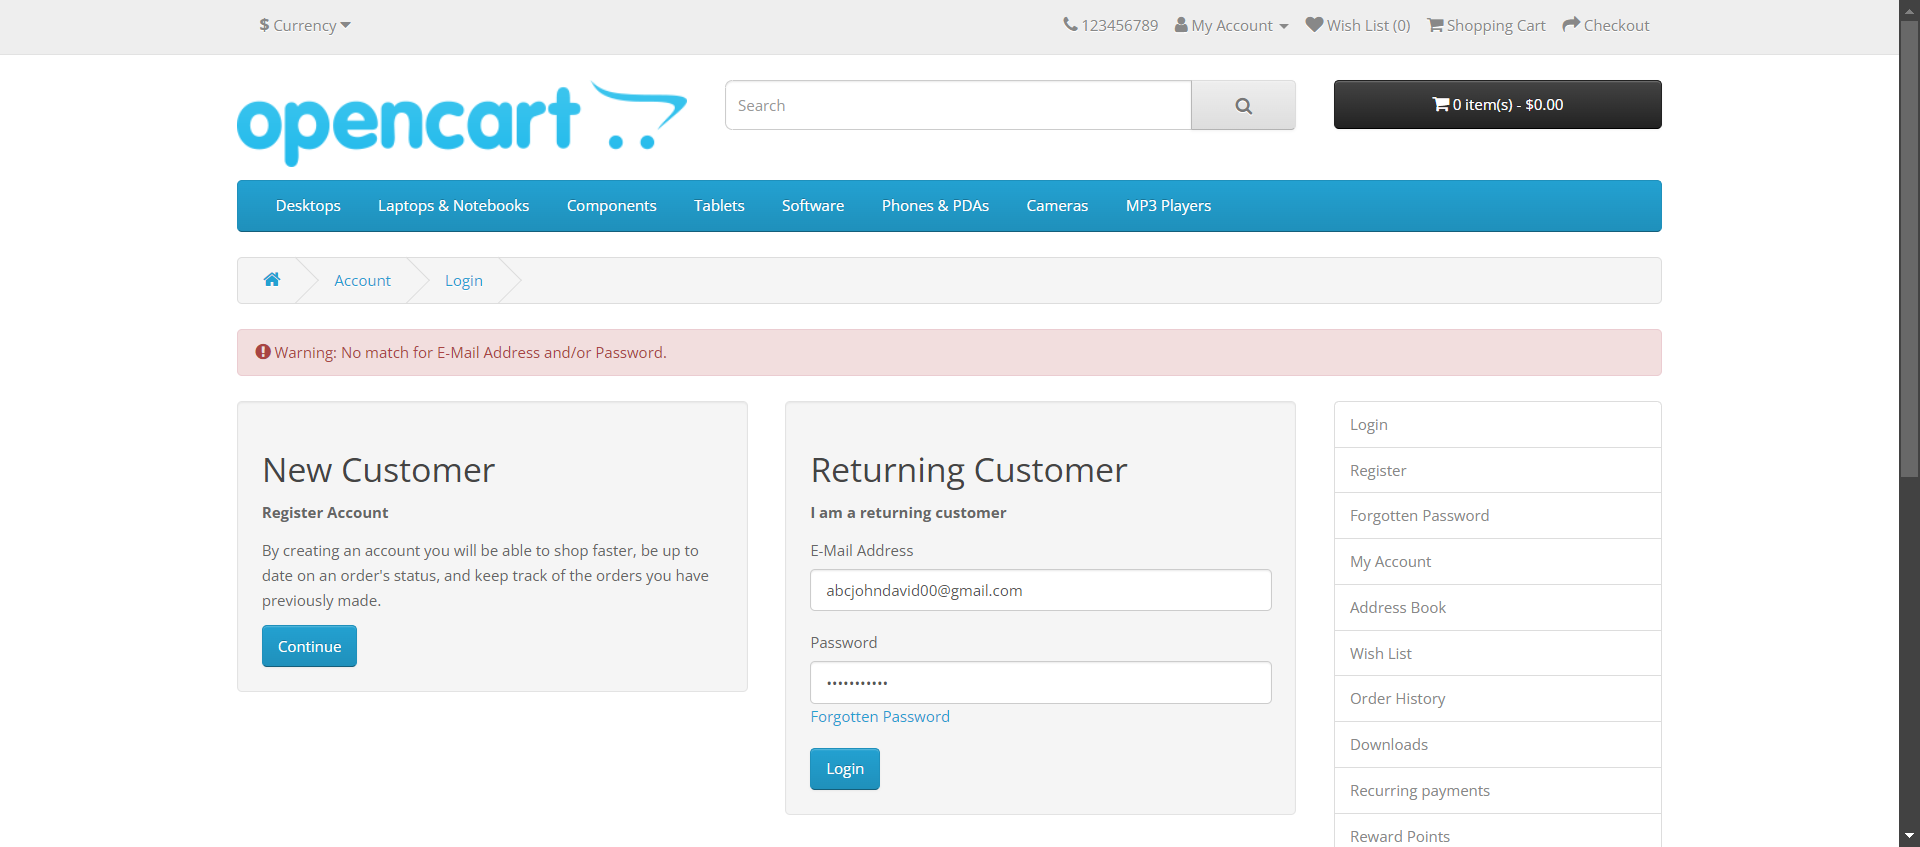 $ Currency
123456789 My Account Wish List (0) Shopping Cart Checkout
opencart
Search
0 item(s) - $0.00
Desktops Laptops & Notebooks Components Tablets Software Phones & PDAs Cameras MP3 Players
Account Login
Warning: No match for E-Mail Address and/or Password.
New Customer
Register Account
By creating an account you will be able to shop faster, be up to
date on an order's status, and keep track of the orders you have
previously made.
Continue
Returning Customer
I am a returning customer
E-Mail Address
abcjohndavid00@gmail.com
Password
•••••••••••
Forgotten Password
Login
Login
Register
Forgotten Password
My Account
Address Book
Wish List
Order History
Downloads
Recurring payments
Reward Points